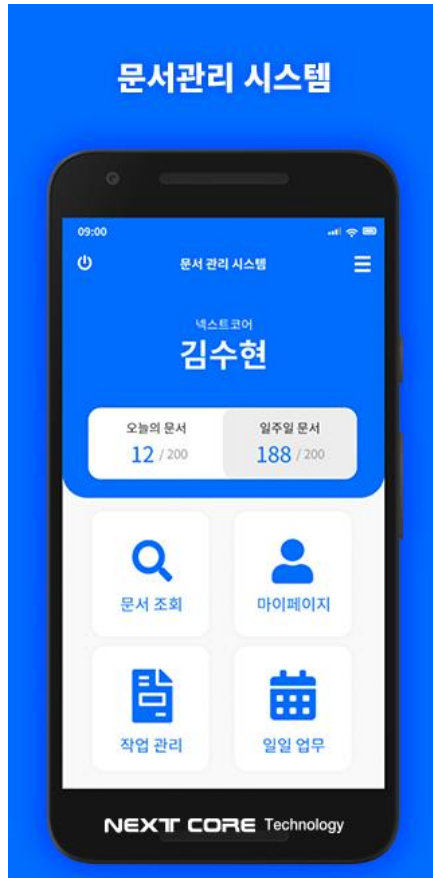 문서관리 시스템
09:00
문서 관리 시스템
넥스트코어
김수현
오늘의 문서 일주일 문서
12 / 200 188 / 200
문서 조회 마이페이지
작업 관리 일일 업무
NEXT CORE Technology